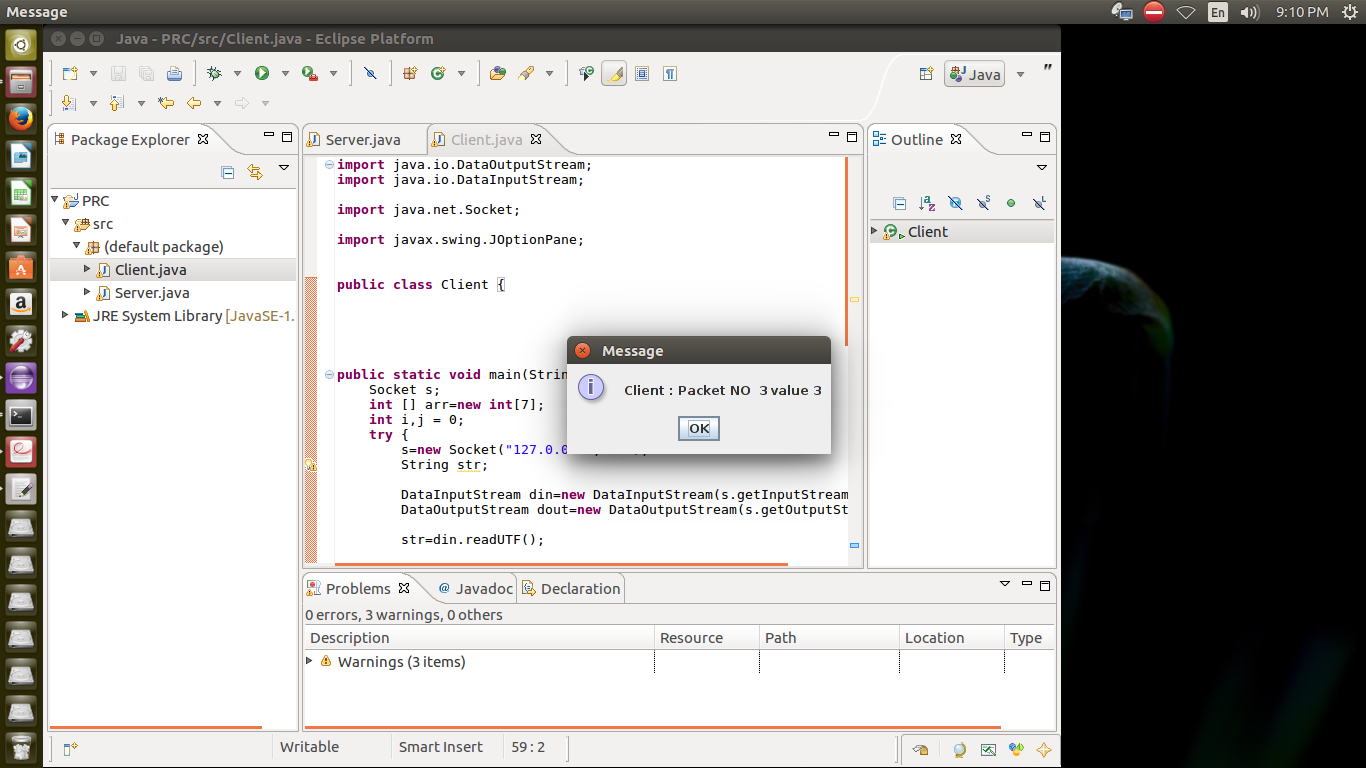 Message
En
9:10 PM
Java - PRC/src/Client.java - Eclipse Platform
Java
Package Explorer
Server.java
Client.java
Outline
PRC
src
(default package)
Client.java
Server.java
JRE System Library [JavaSE-1.
import java.io.DataOutputStream;
import java.io.DataInputStream;
import java.net.Socket;
import javax.swing.JOptionPane;
public class Client {
public static void main(Strin
Socket s;
int [] arr=new int[7];
int i,j = 0;
try {
s=new Socket("127.0.0
String str;
DataInputStream din=new DataInputStream(s.getInputStream
DataOutputStream dout=new DataOutputStream(s.getOutputSt
str=din.readUTF();
Message
Client : Packet NO 3 value 3
OK
Client
Problems
@ Javadoc
Declaration
0 errors, 3 warnings, 0 others
Description
Resource
Path
Location
Type
Warnings (3 items)
Writable
Smart Insert
59 : 2